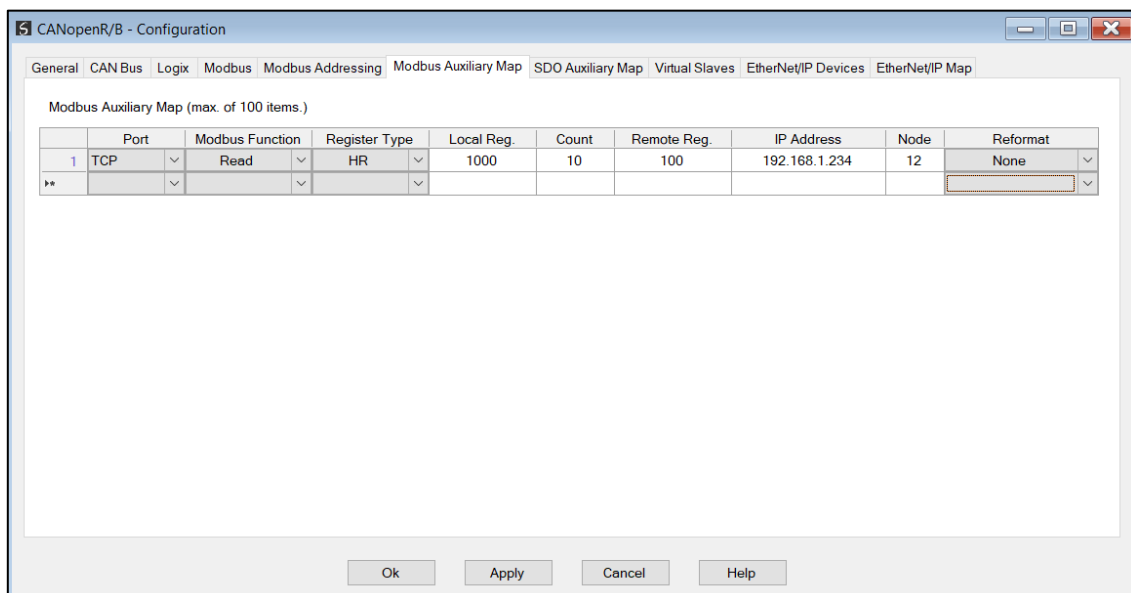 CANopenR/B - Configuration
General CAN Bus Logix Modbus Modbus Addressing Modbus Auxiliary Map SDO Auxiliary Map Virtual Slaves EtherNet/IP Devices EtherNet/IP Map
Modbus Auxiliary Map (max. of 100 items.)
Port Modbus Function Register Type Local Reg. Count Remote Reg. IP Address Node Reformat
1 TCP Read HR 1000 10 100 192.168.1.234 12 None
Ok Apply Cancel Help